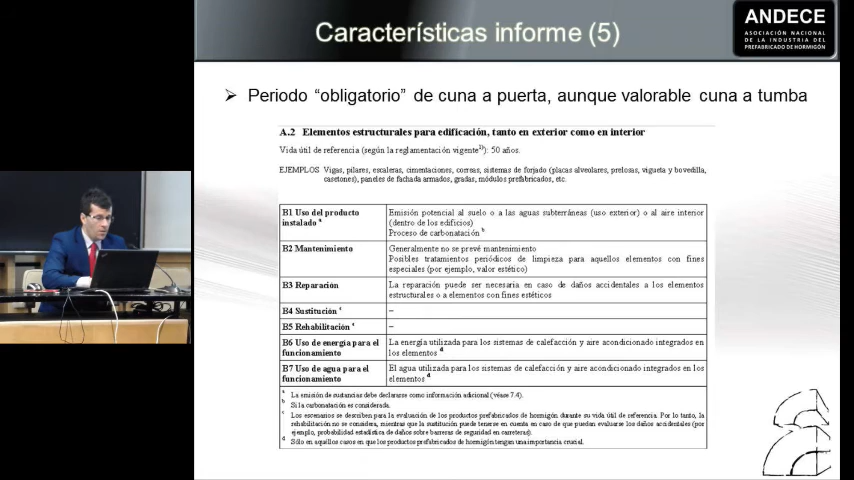 Características informe (5)
ANDECE
ASOCIACIÓN NACIONAL
DE LA INDUSTRIA DEL
PREFABRICADO DE HORMIGÓN
➢ Periodo “obligatorio” de cuna a puerta, aunque valorable cuna a tumba
A.2 Elementos estructurales para edificación, tanto en exterior como en interior
Vida útil de referencia (según la reglamentación vigente¹⁾): 50 años.
EJEMPLOS Vigas, pilares, escaleras, cimentaciones, correas, sistemas de forjado (placas alveolares, prelosas, vigueta y bovedilla,
casetones), paneles de fachada armados, gradas, módulos prefabricados, etc.
B1 Uso del producto
instalado ᵃ
Emisión potencial al suelo o a las aguas subterráneas (uso exterior) o al aire interior
(dentro de los edificios)
Proceso de carbonatación ᵇ
B2 Mantenimiento
Generalmente no se prevé mantenimiento
Posibles tratamientos periódicos de limpieza para aquellos elementos con fines
especiales (por ejemplo, valor estético)
B3 Reparación
La reparación puede ser necesaria en caso de daños accidentales a los elementos
estructurales o a elementos con fines estéticos
B4 Sustitución ᶜ
–
B5 Rehabilitación ᶜ
–
B6 Uso de energía para el
funcionamiento
La energía utilizada para los sistemas de calefacción y aire acondicionado integrados en
los elementos ᵈ
B7 Uso de agua para el
funcionamiento
El agua utilizada para los sistemas de calefacción y aire acondicionado integrados en los
elementos ᵈ
ᵃ La emisión de sustancias debe declararse como información adicional (véase 7.4).
ᵇ Si la carbonatación es considerada.
ᶜ Los escenarios se describen para la evaluación de los productos prefabricados de hormigón durante su vida útil de referencia. Por lo tanto, la
rehabilitación no se considera, mientras que la sustitución puede tenerse en cuenta en caso de que puedan evaluarse los daños accidentales (por
ejemplo, probabilidad estadística de daños sobre barreras de seguridad en carreteras).
ᵈ Sólo en aquéllos casos en que los productos prefabricados de hormigón tengan una importancia crucial.